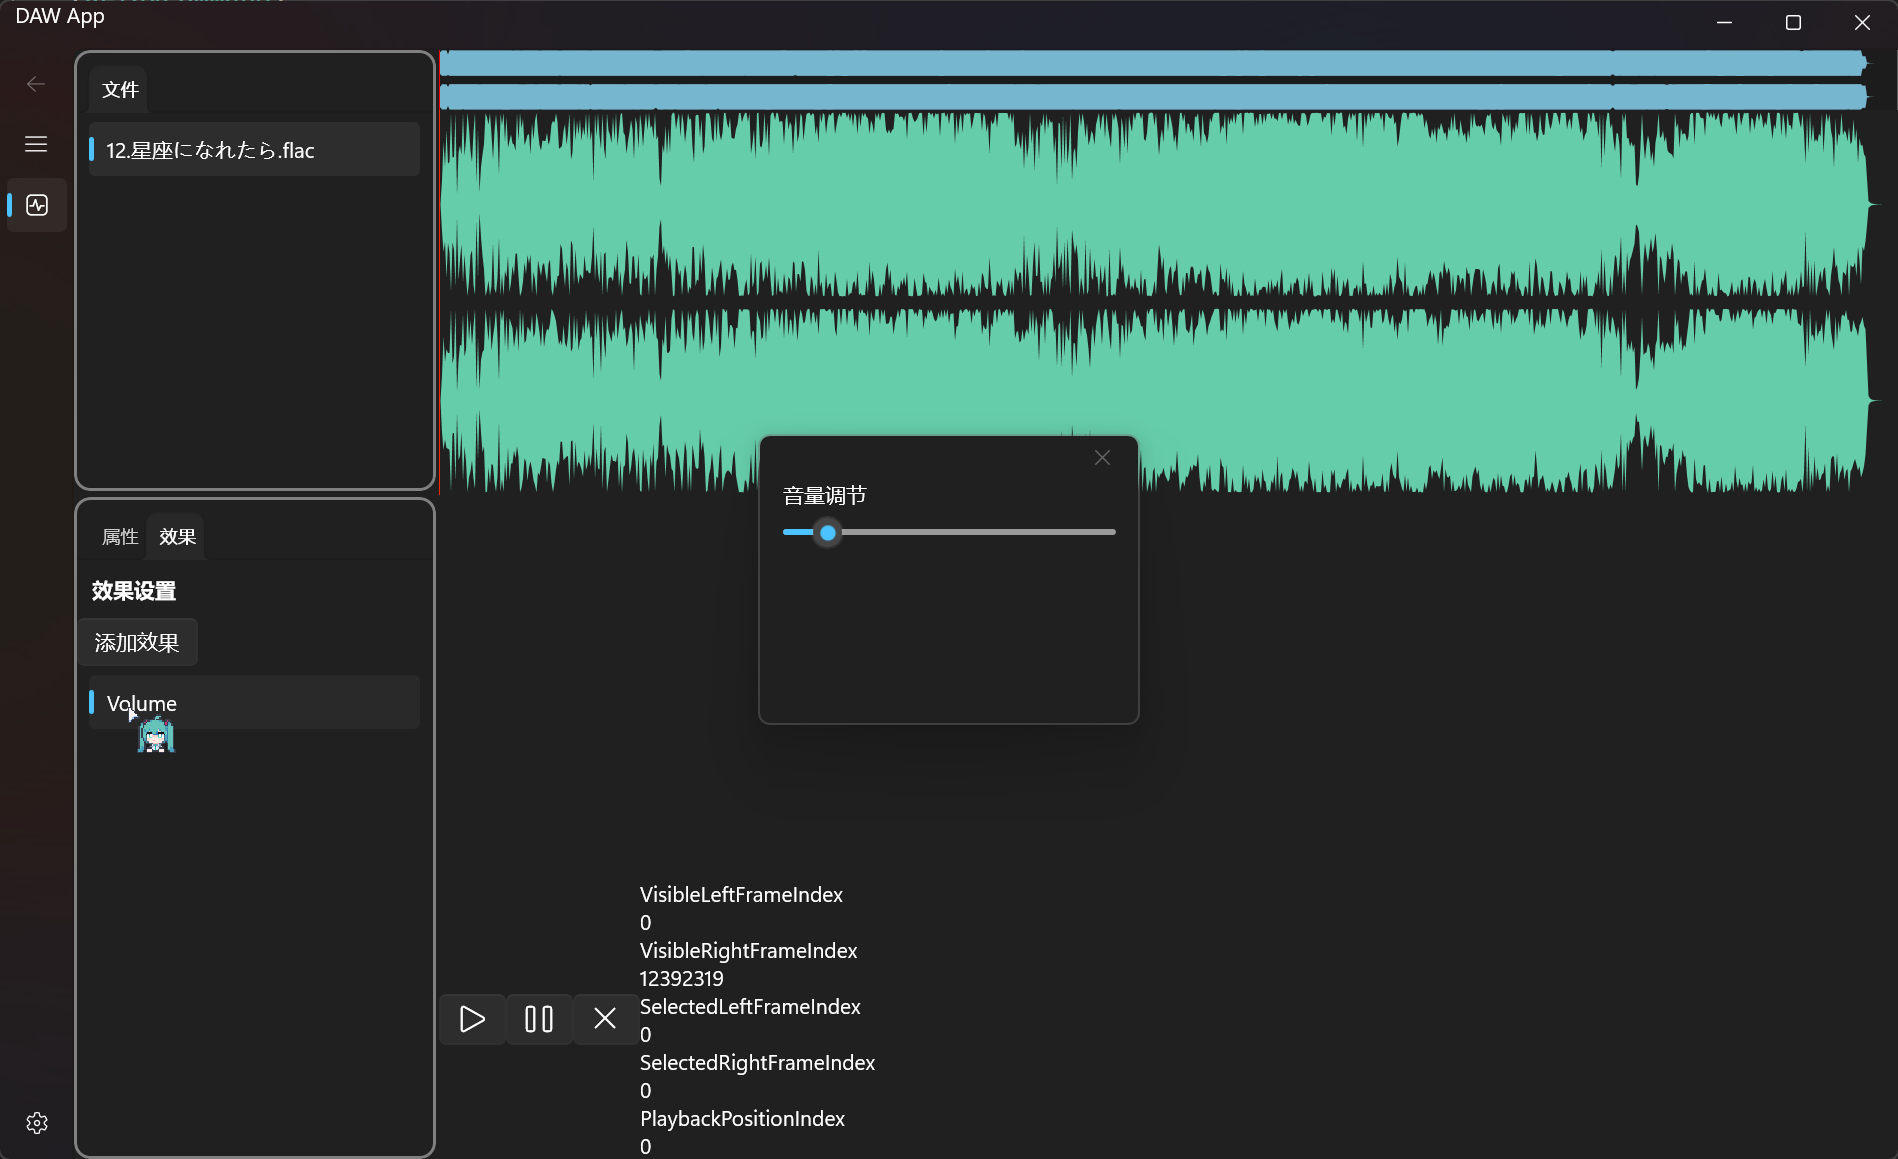 DAW App
文件
12.星座になれたら.flac
属性
效果
效果设置
添加效果
Volume
音量调节
VisibleLeftFrameIndex
0
VisibleRightFrameIndex
12392319
SelectedLeftFrameIndex
0
SelectedRightFrameIndex
0
PlaybackPositionIndex
0